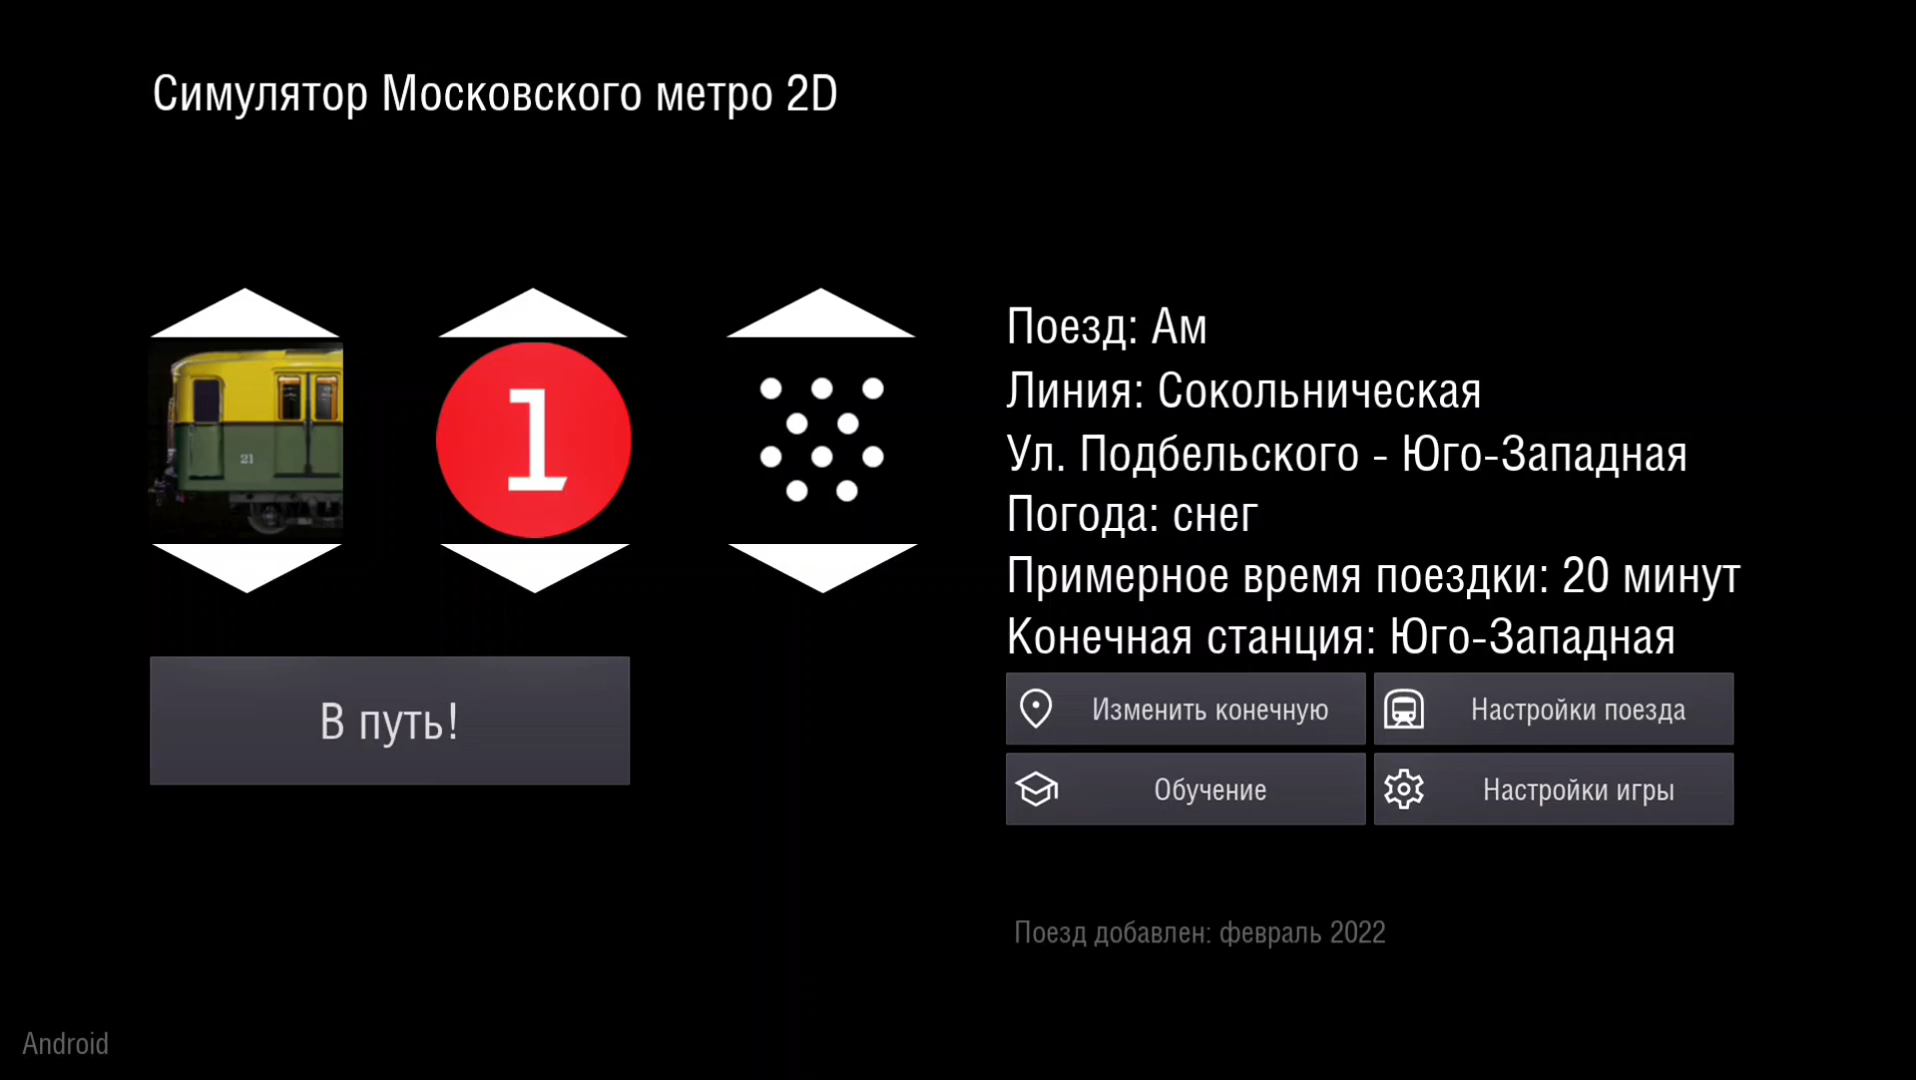 Симулятор Московского метро 2D
21
1
Поезд: Ам
Линия: Сокольническая
Ул. Подбельского - Юго-Западная
Погода: снег
Примерное время поездки: 20 минут
Конечная станция: Юго-Западная
В путь!
Изменить конечную
Настройки поезда
Обучение
Настройки игры
Поезд добавлен: февраль 2022
Android